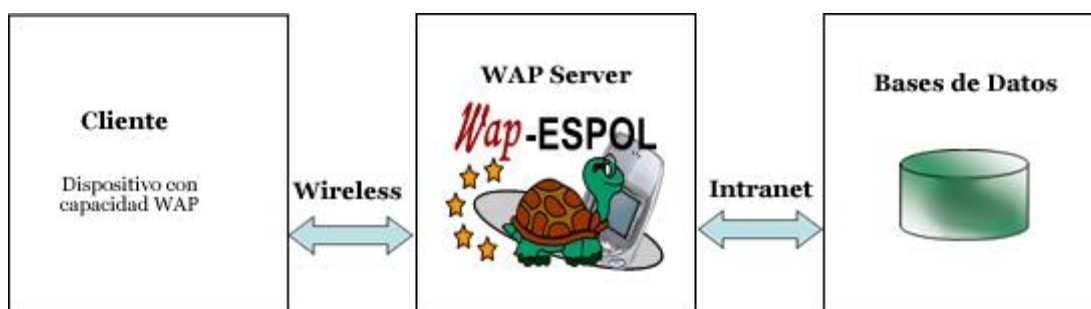 Cliente
Dispositivo con
capacidad WAP
Wireless
WAP Server
Wap-ESPOL
Intranet
Bases de Datos